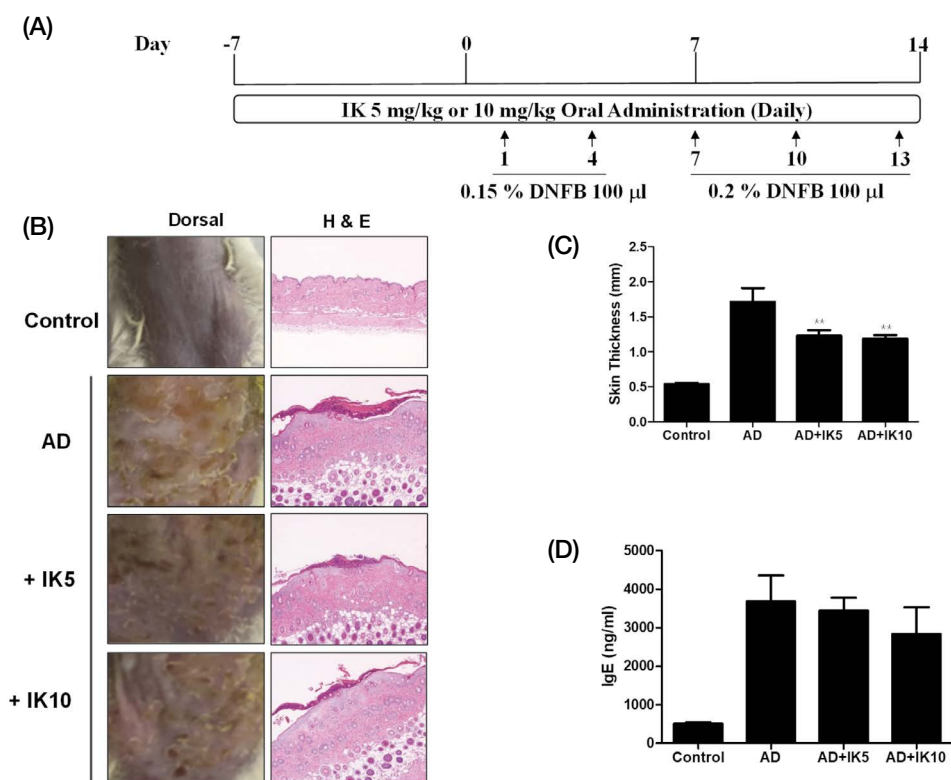 (A)
Day -7 0 7 14
IK 5 mg/kg or 10 mg/kg Oral Administration (Daily)
1 4 7 10 13
0.15 % DNFB 100 µl 0.2 % DNFB 100 µl
(B)
Dorsal H & E
Control
AD
+ IK5
+ IK10
(C)
Skin Thickness (mm)
2.5
2.0
1.5
1.0
0.5
0.0
** **
Control AD AD+IK5 AD+IK10
(D)
IgE (ng/ml)
5000
4000
3000
2000
1000
0
Control AD AD+IK5 AD+IK10